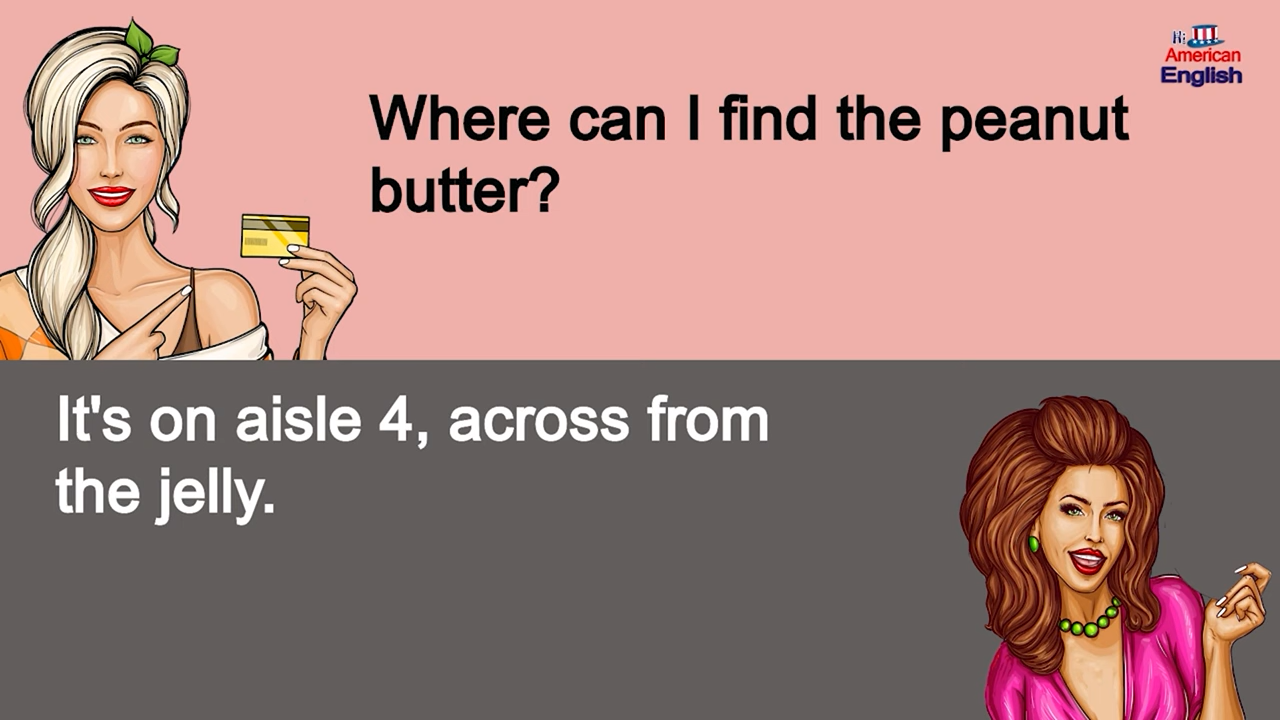 Hi
American
English
Where can I find the peanut
butter?
It's on aisle 4, across from
the jelly.